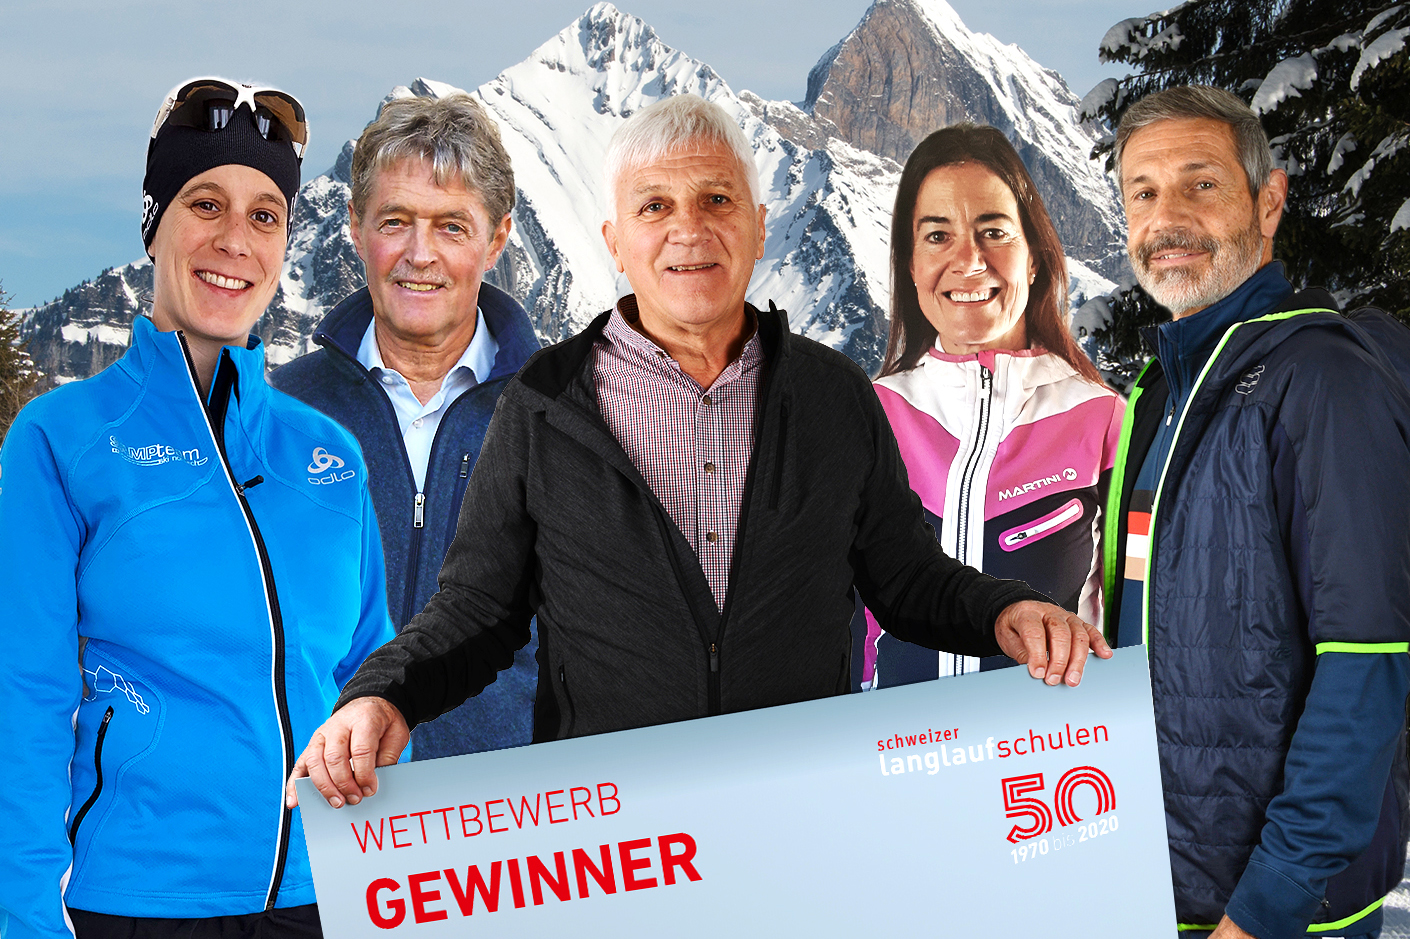 odlo
MARTINI
WETTBEWERB
GEWINNER
schweizer
langlaufschulen
50
1970 bis 2020